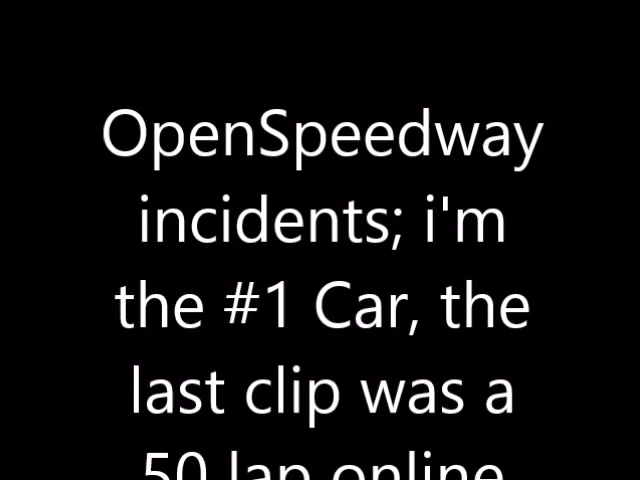 OpenSpeedway
incidents; i'm
the #1 Car, the
last clip was a
50 lap online